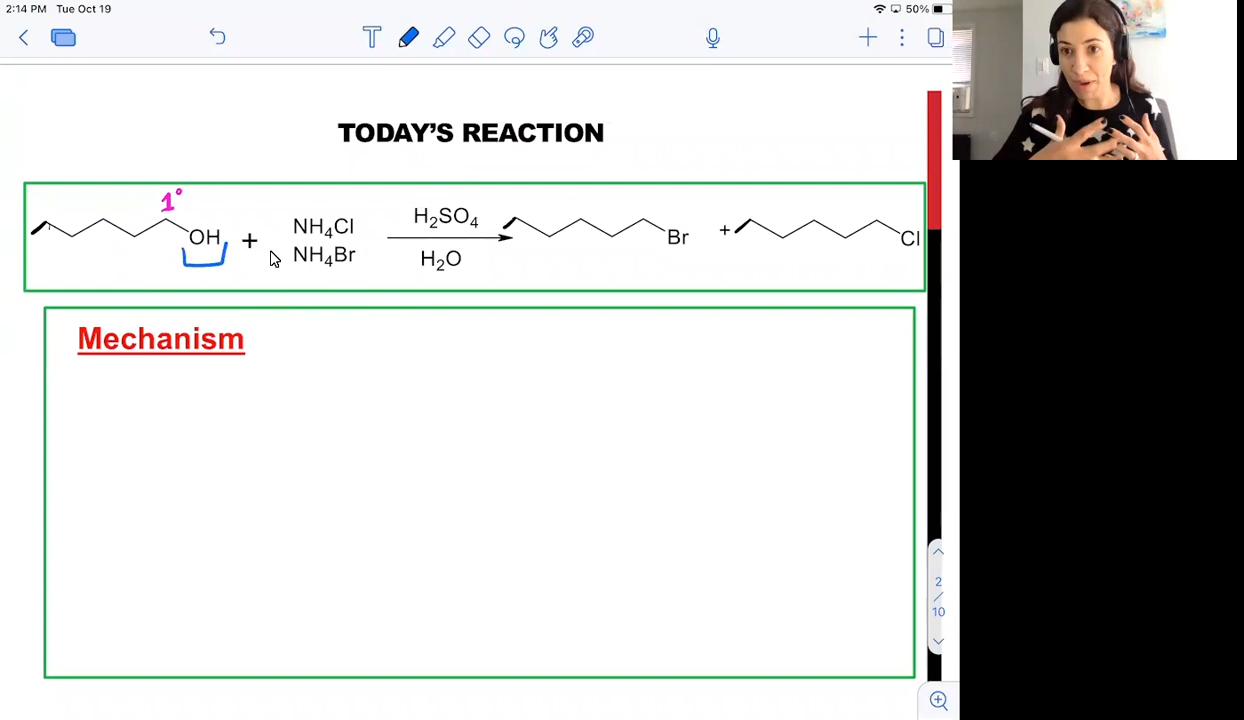 2:14 PM Tue Oct 19
50%
T
TODAY'S REACTION
1°
OH + NH₄Cl H₂SO₄ Br + Cl
NH₄Br H₂O
Mechanism
2
/
10